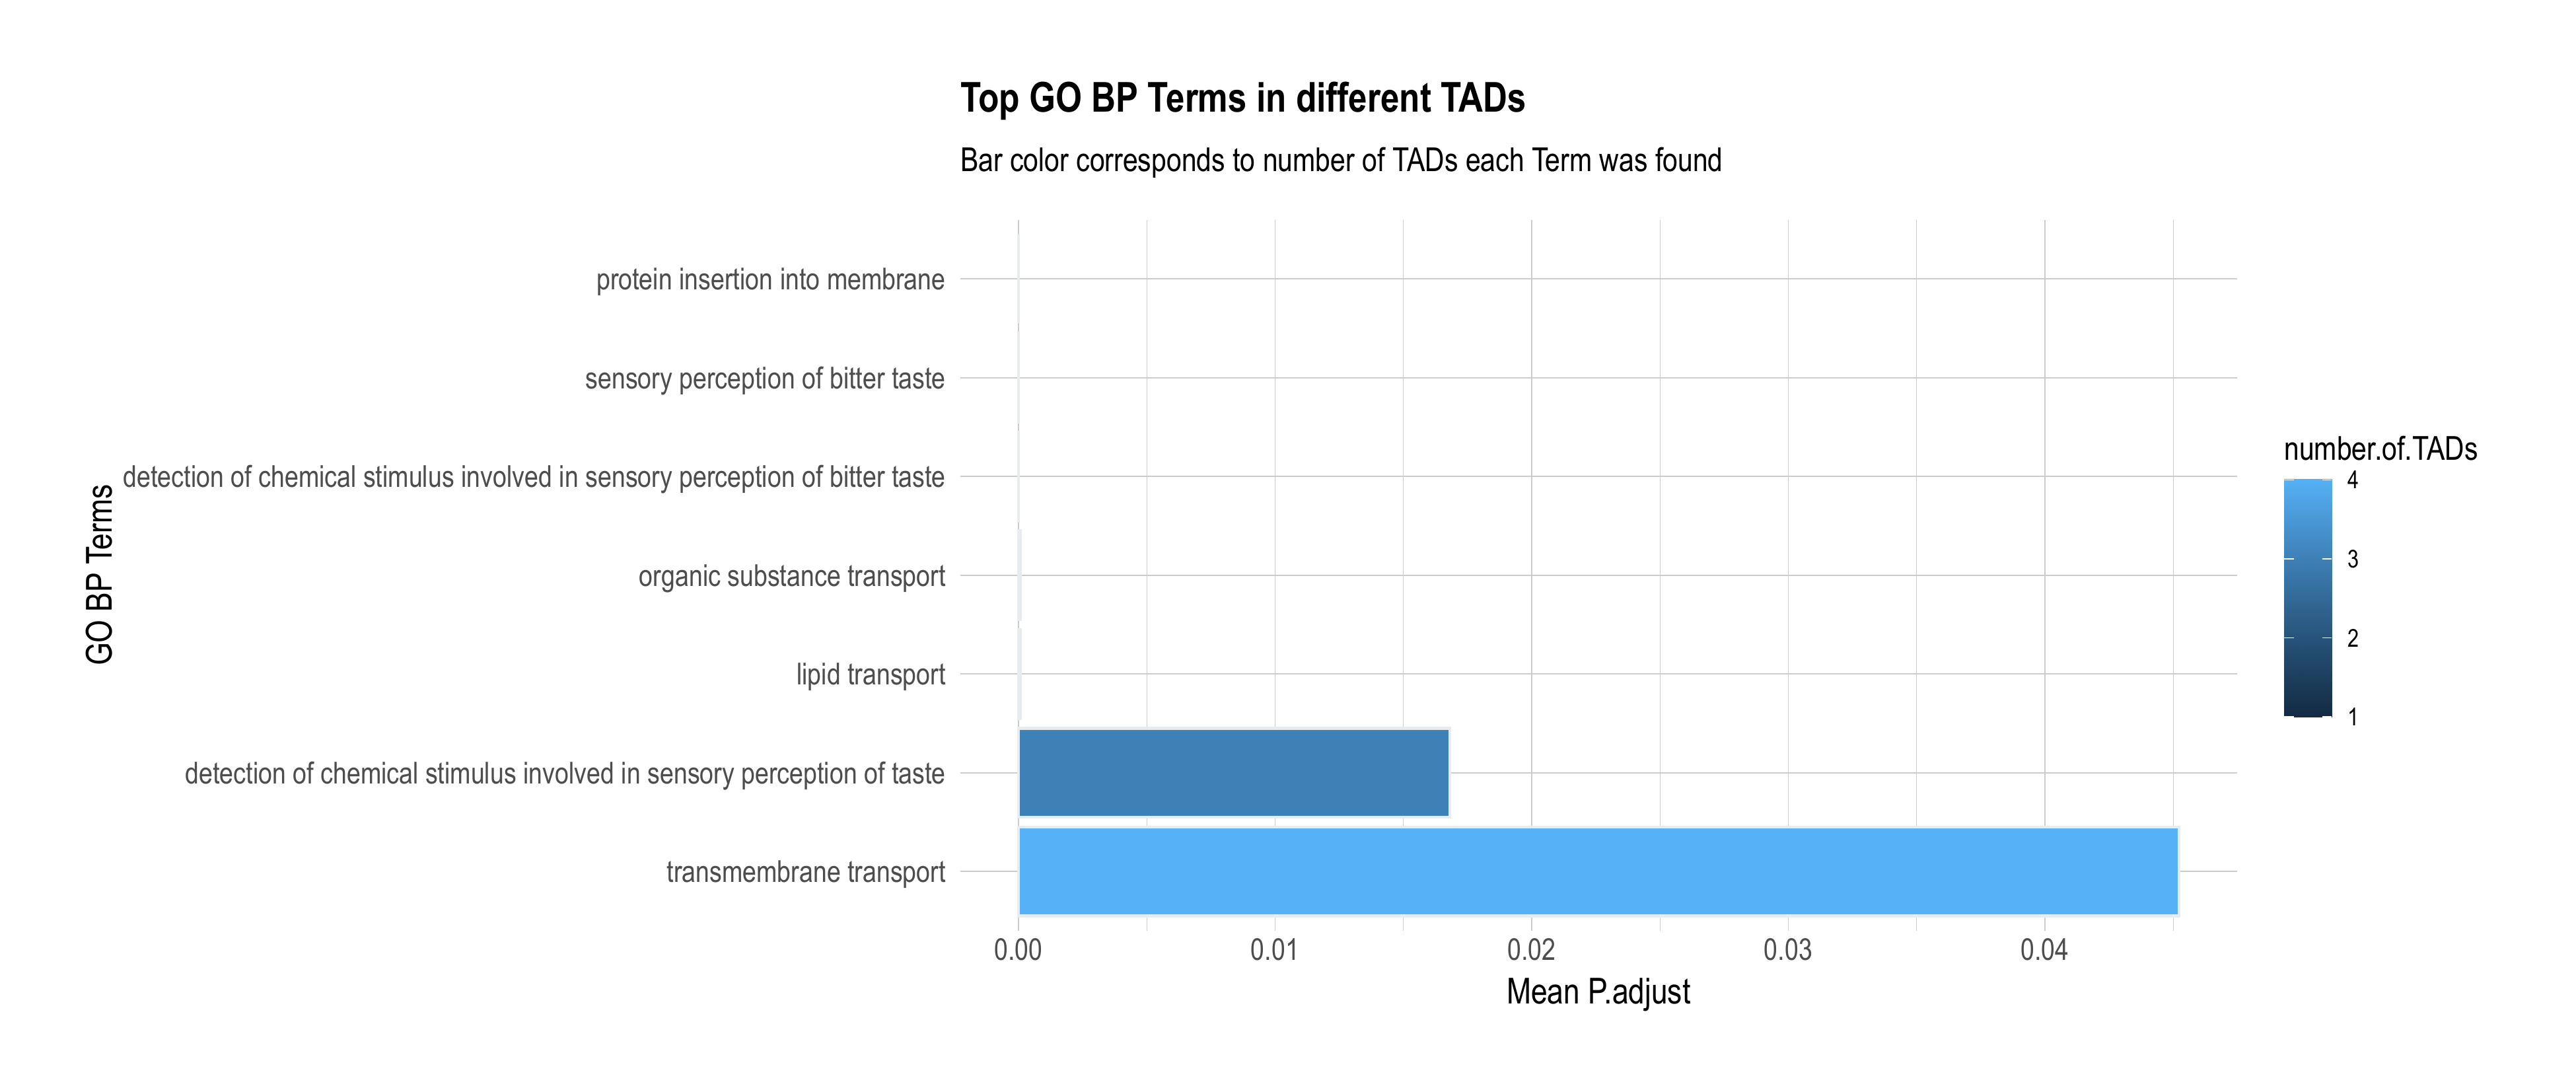 Top GO BP Terms in different TADs
Bar color corresponds to number of TADs each Term was found
GO BP Terms
protein insertion into membrane
sensory perception of bitter taste
detection of chemical stimulus involved in sensory perception of bitter taste
organic substance transport
lipid transport
detection of chemical stimulus involved in sensory perception of taste
transmembrane transport
0.00 0.01 0.02 0.03 0.04
Mean P.adjust
number.of.TADs
4
3
2
1